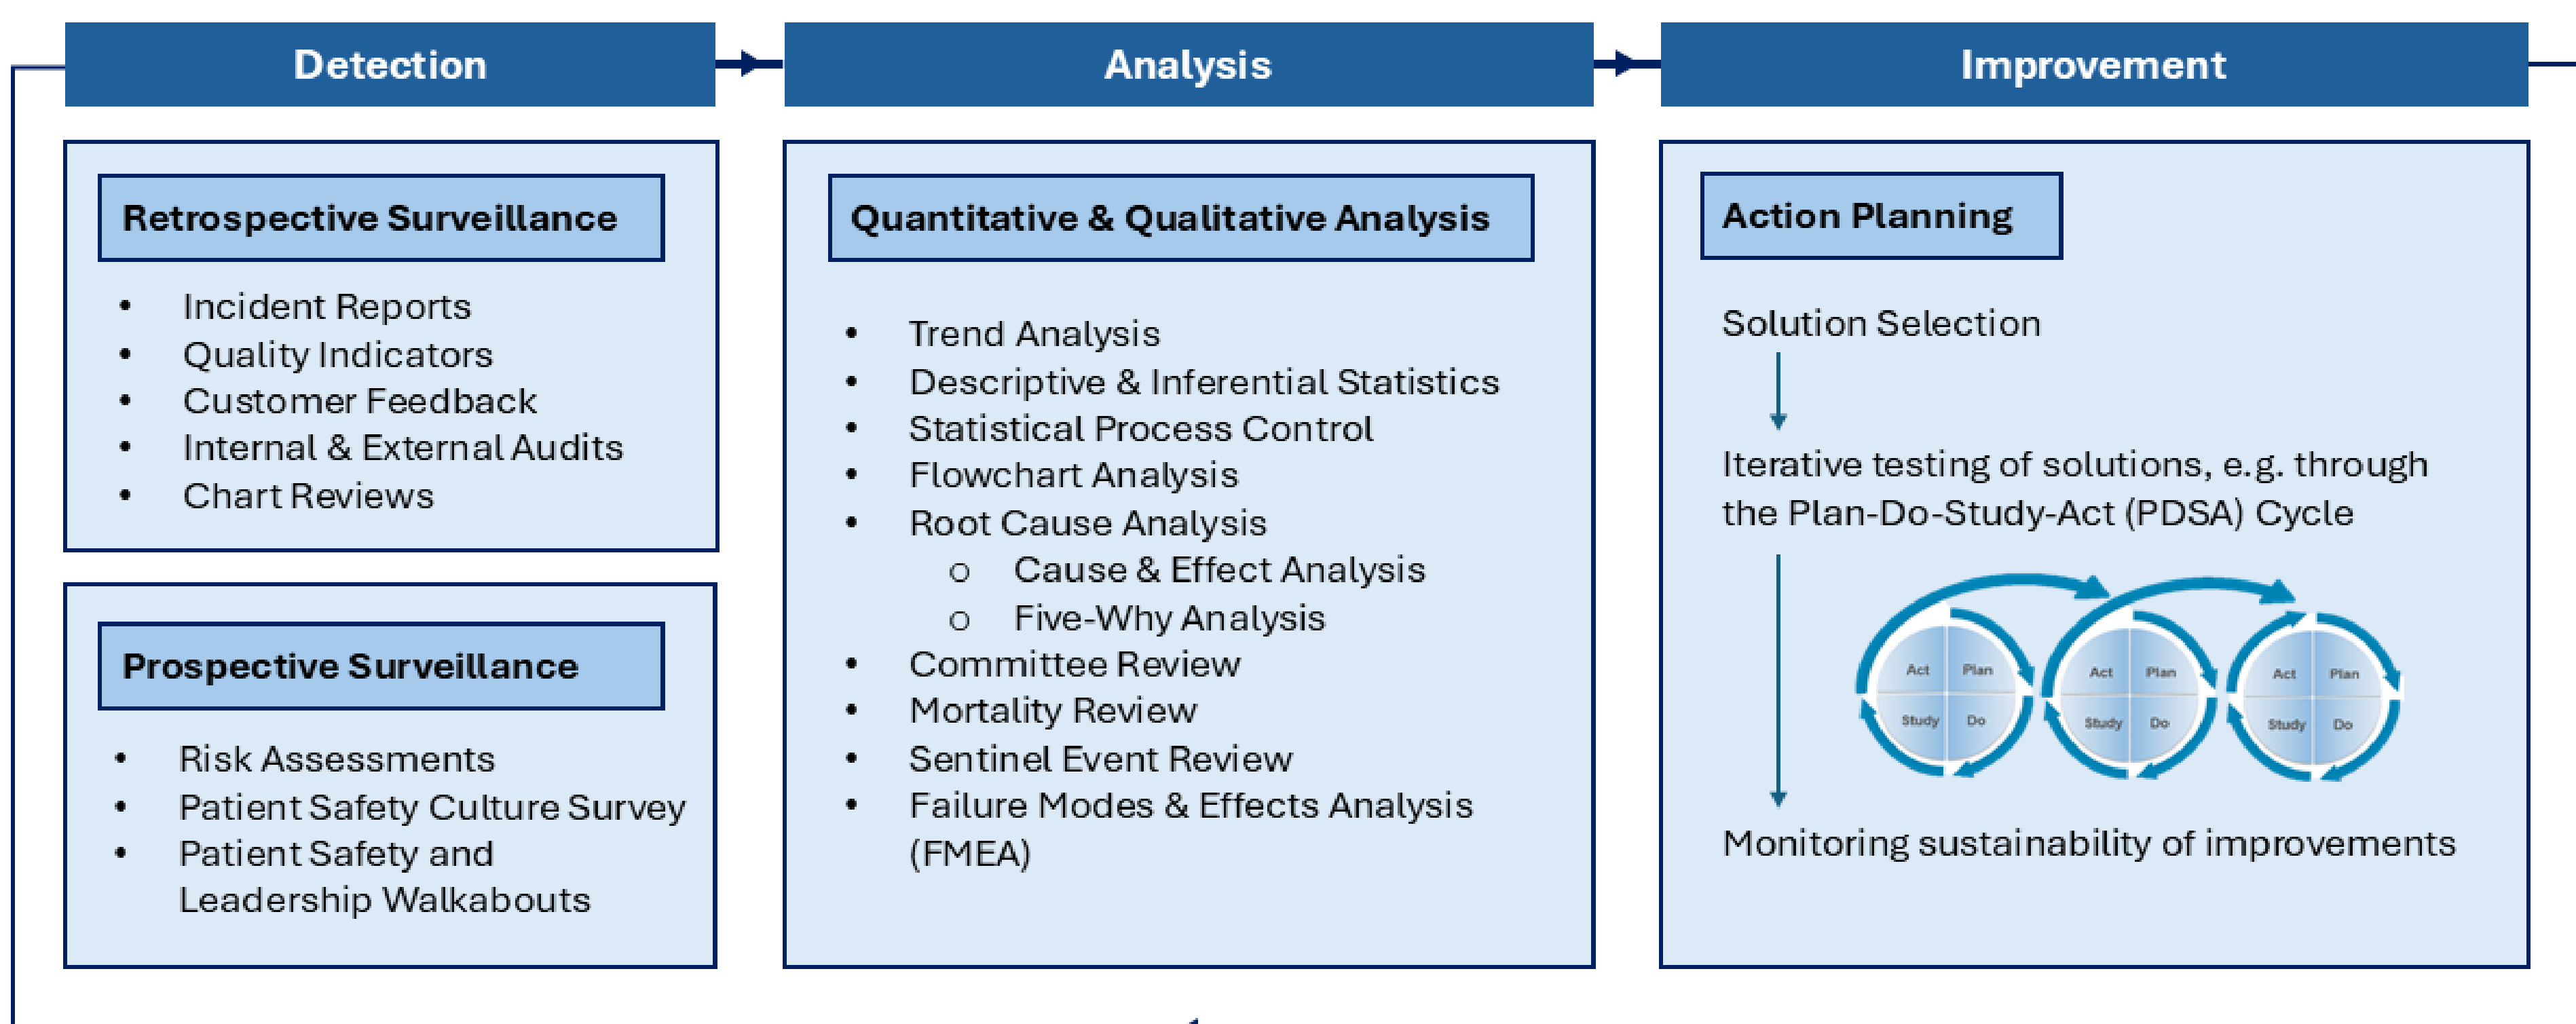 Detection
Analysis
Improvement
Retrospective Surveillance
• Incident Reports
• Quality Indicators
• Customer Feedback
• Internal & External Audits
• Chart Reviews
Prospective Surveillance
• Risk Assessments
• Patient Safety Culture Survey
• Patient Safety and
Leadership Walkabouts
Quantitative & Qualitative Analysis
• Trend Analysis
• Descriptive & Inferential Statistics
• Statistical Process Control
• Flowchart Analysis
• Root Cause Analysis
o Cause & Effect Analysis
o Five-Why Analysis
• Committee Review
• Mortality Review
• Sentinel Event Review
• Failure Modes & Effects Analysis
(FMEA)
Action Planning
Solution Selection
Iterative testing of solutions, e.g. through
the Plan-Do-Study-Act (PDSA) Cycle
Act Plan
Study Do
Act Plan
Study Do
Act Plan
Study Do
Monitoring sustainability of improvements